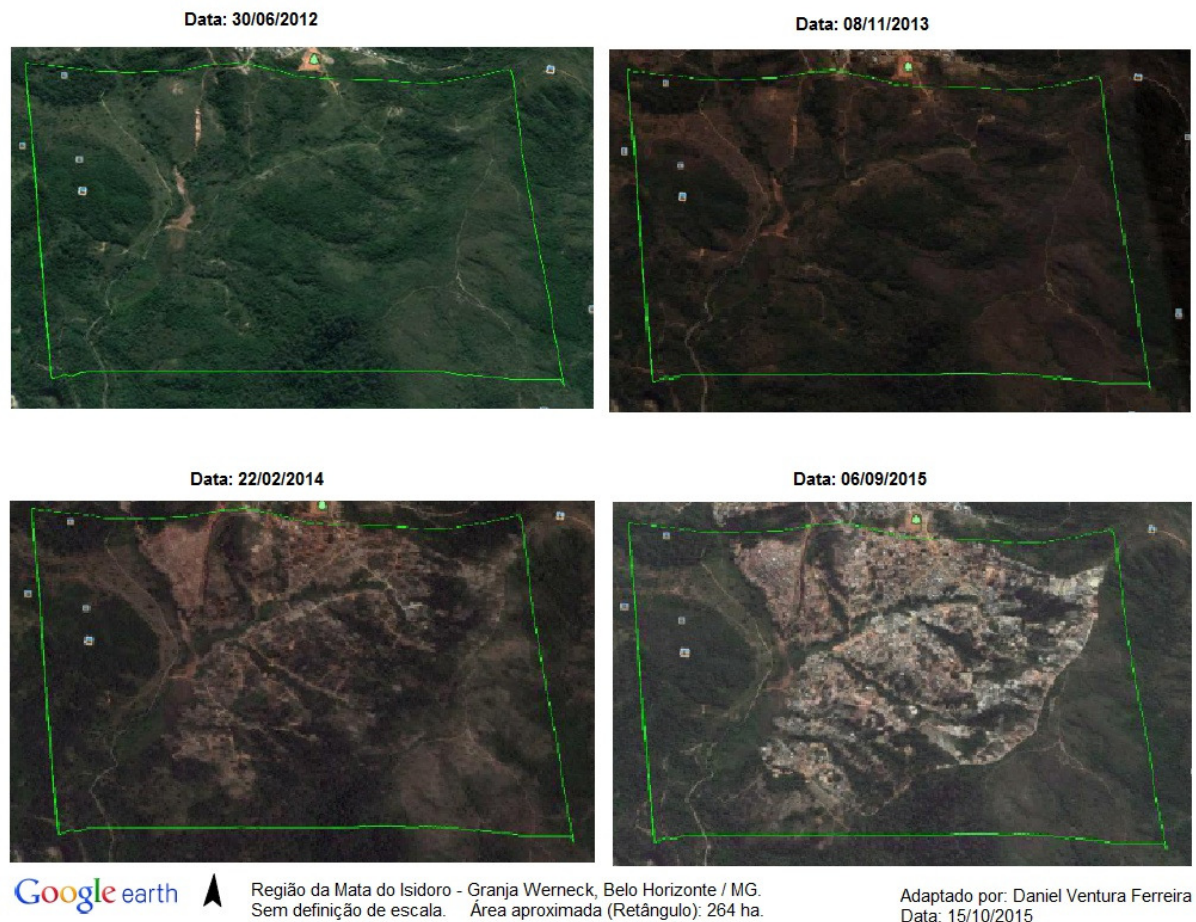 Data: 30/06/2012
Data: 08/11/2013
Data: 22/02/2014
Data: 06/09/2015
Google earth
Região da Mata do Isidoro - Granja Werneck, Belo Horizonte / MG.
Sem definição de escala. Área aproximada (Retângulo): 264 ha.
Adaptado por: Daniel Ventura Ferreira
Data: 15/10/2015